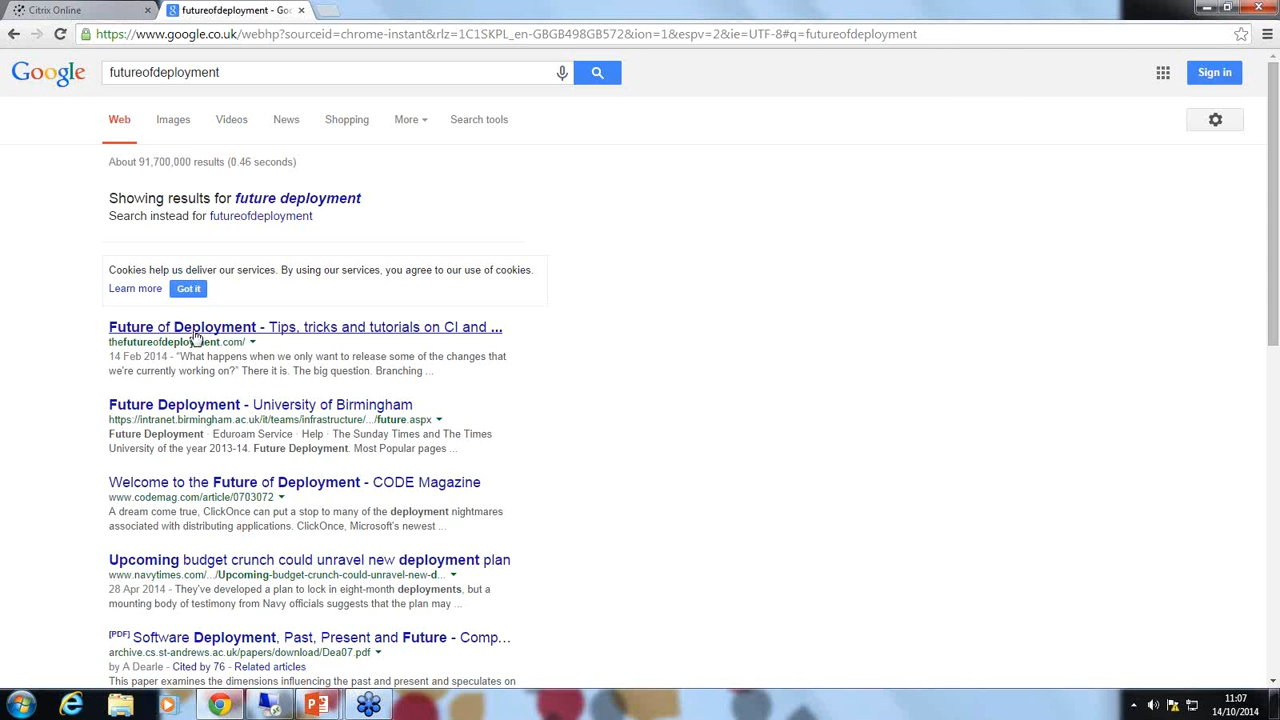 Citrix Online
futureofdeployment - Goo
https://www.google.co.uk/webhp?sourceid=chrome-instant&rlz=1C1SKPL_en-GBGB498GB572&ion=1&espv=2&ie=UTF-8#q=futureofdeployment
Google
futureofdeployment
Sign in
Web Images Videos News Shopping More Search tools
About 91,700,000 results (0.46 seconds)
Showing results for future deployment
Search instead for futureofdeployment
Cookies help us deliver our services. By using our services, you agree to our use of cookies.
Learn more Got it
Future of Deployment - Tips, tricks and tutorials on CI and ...
thefutureofdeployment.com/
14 Feb 2014 - “What happens when we only want to release some of the changes that
we're currently working on?” There it is. The big question. Branching ...
Future Deployment - University of Birmingham
https://intranet.birmingham.ac.uk/it/teams/infrastructure/.../future.aspx
Future Deployment · Eduroam Service · Help · The Sunday Times and The Times
University of the year 2013-14. Future Deployment. Most Popular pages ...
Welcome to the Future of Deployment - CODE Magazine
www.codemag.com/article/0703072
A dream come true, ClickOnce can put a stop to many of the deployment nightmares
associated with distributing applications. ClickOnce, Microsoft's newest ...
Upcoming budget crunch could unravel new deployment plan
www.navytimes.com/.../Upcoming-budget-crunch-could-unravel-new-d...
28 Apr 2014 - They've developed a plan to lock in eight-month deployments, but a
mounting body of testimony from Navy officials suggests that the plan may ...
[PDF] Software Deployment, Past, Present and Future - Comp...
archive.cs.st-andrews.ac.uk/papers/download/Dea07.pdf
by A Dearle - Cited by 76 - Related articles
This paper examines the dimensions influencing the past and present and speculates on
11:07
14/10/2014